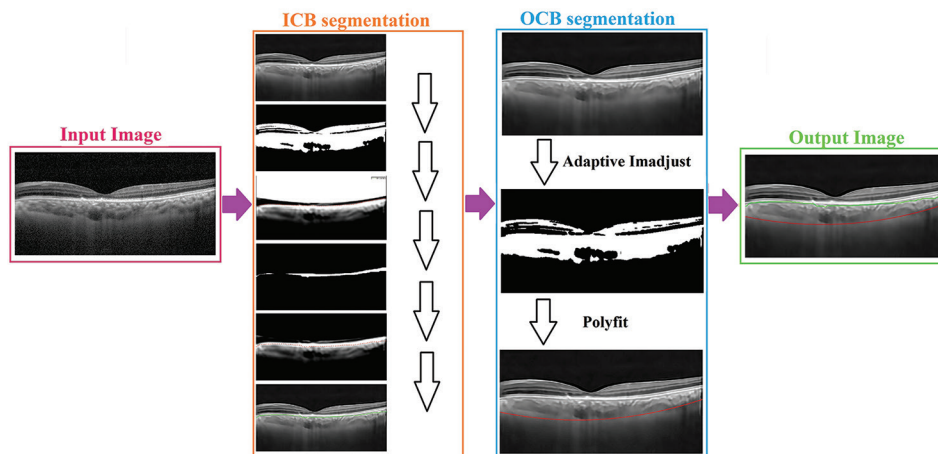 ICB segmentation
OCB segmentation
Input Image
Adaptive Imadjust
Output Image
Polyfit